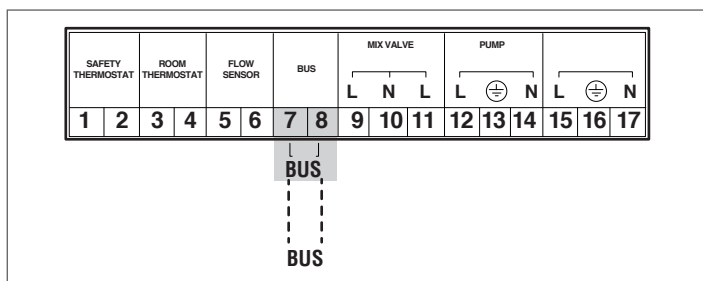 MIX VALVE PUMP
SAFETY THERMOSTAT ROOM THERMOSTAT FLOW SENSOR BUS
L N L L N L N
1 2 3 4 5 6 7 8 9 10 11 12 13 14 15 16 17
BUS
BUS